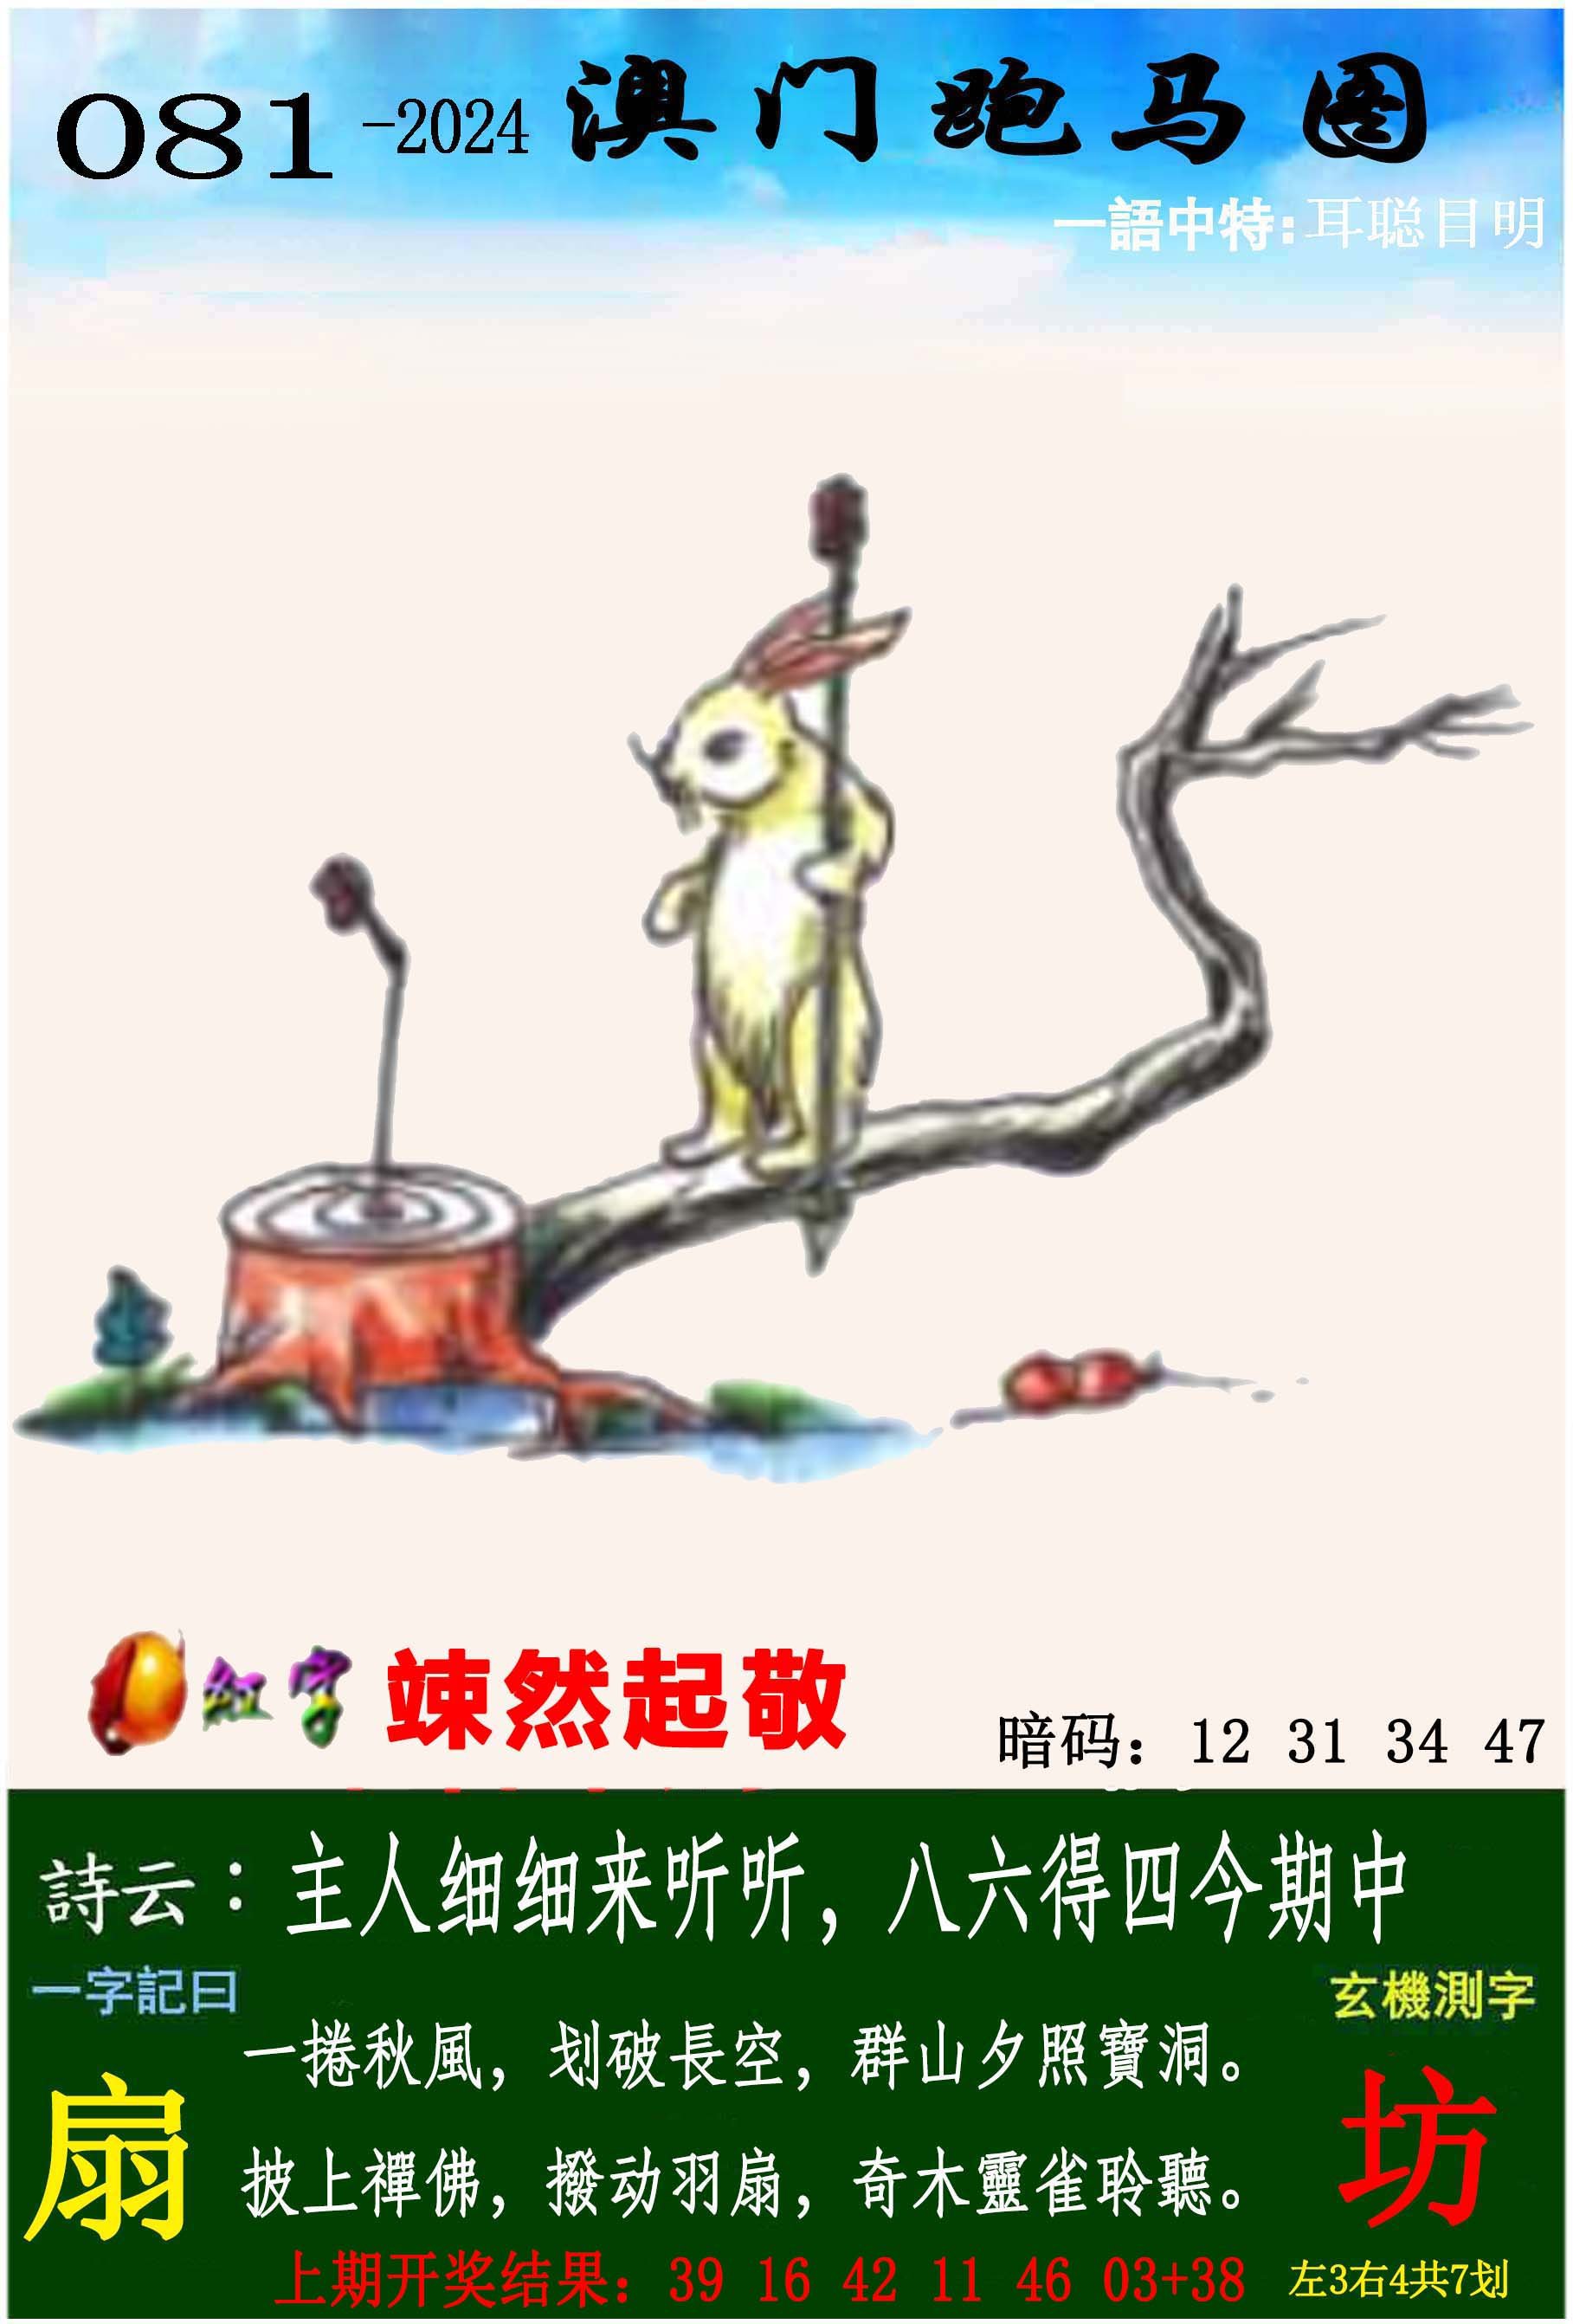 081-2024 澳门跑马图
一語中特:耳聪目明
红字 竦然起敬
暗码：12 31 34 47
詩云：主人细细来听听，八六得四今期中
一字記曰
玄機測字
一捲秋風，划破長空，群山夕照寶洞。
扇
坊
披上禪佛，撥动羽扇，奇木靈雀聆聽。
上期开奖结果：39 16 42 11 46 03+38
左3右4共7划